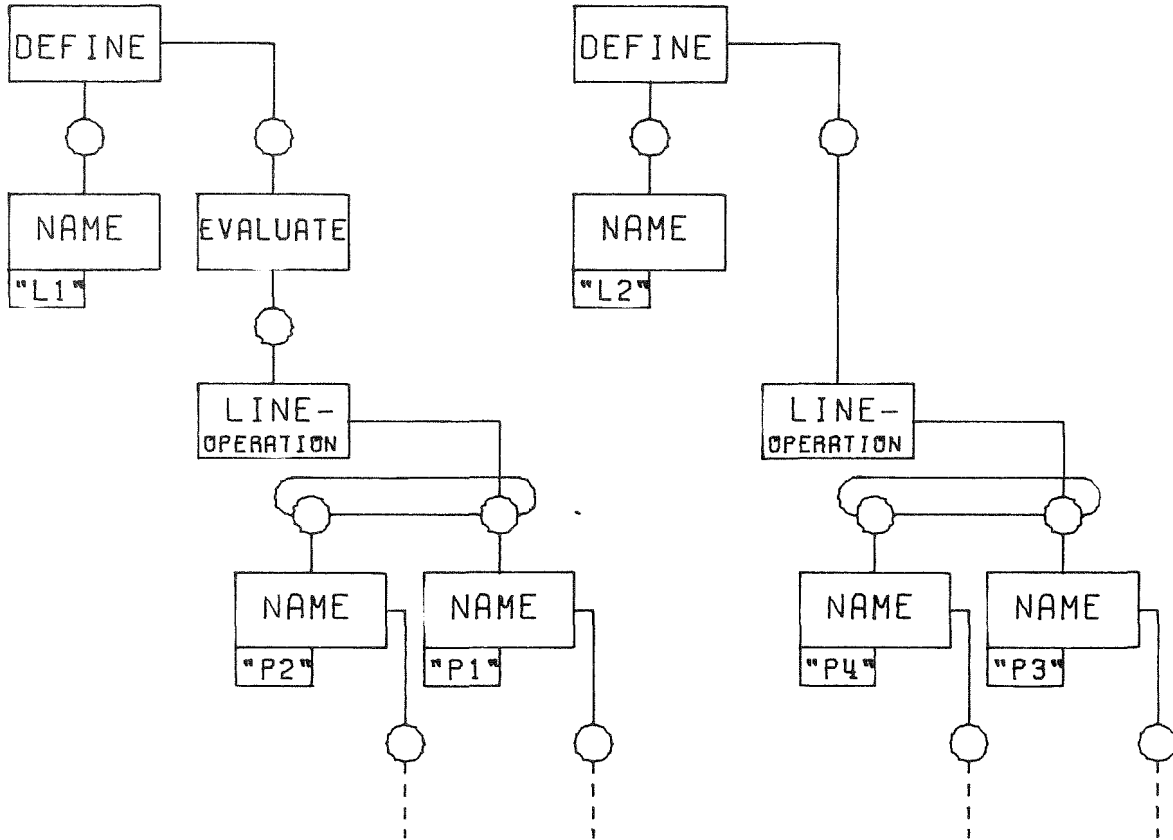 DEFINE
DEFINE
NAME
EVALUATE
NAME
"L1"
"L2"
LINE-
OPERATION
LINE-
OPERATION
NAME
NAME
NAME
NAME
"P2"
"P1"
"P4"
"P3"